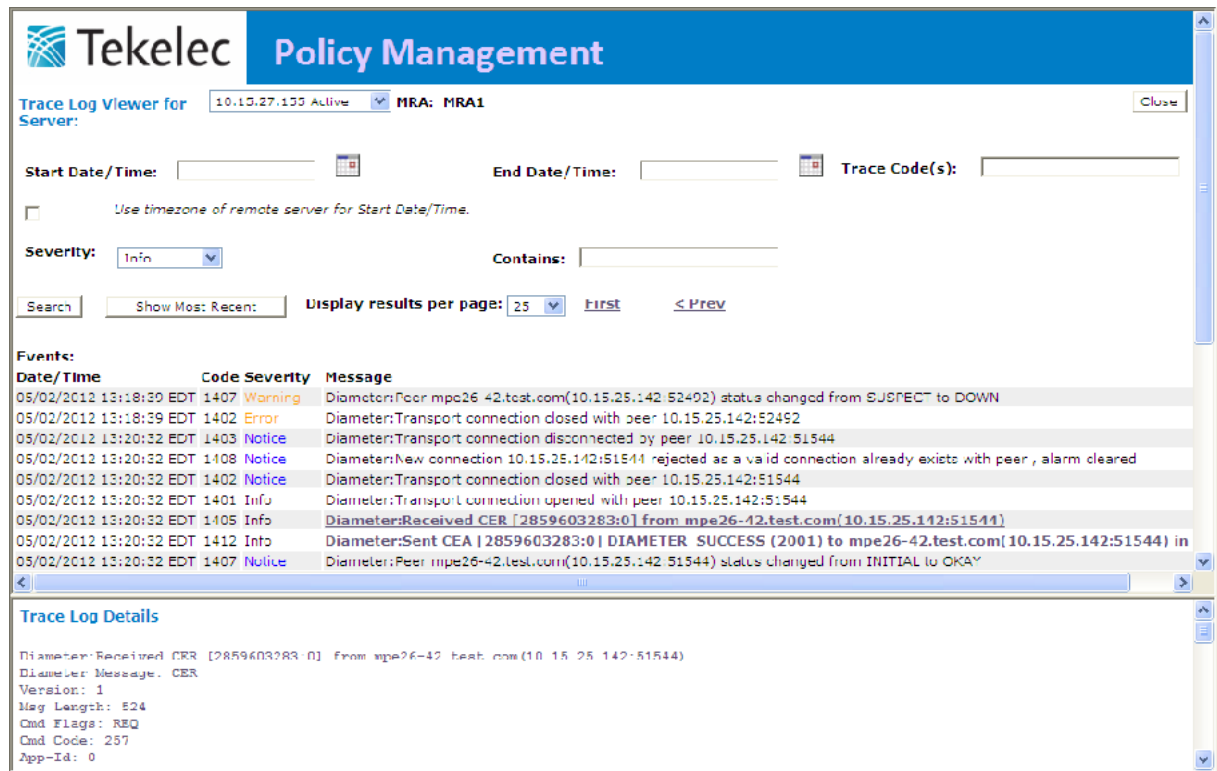 Tekelec Policy Management
Trace Log Viewer for Server: 10.15.27.155 Active MRA: MRA1 Close
Start Date/Time: End Date/Time: Trace Code(s):
Use timezone of remote server for Start Date/Time.
Severity: Info Contains:
Search Show Most Recent Display results per page: 25 First < Prev
Events:
Date/Time Code Severity Message
05/02/2012 13:18:39 EDT 1407 Warning Diameter:Peer mpe26-42.test.com(10.15.25.142:52492) status changed from SUSPECT to DOWN
05/02/2012 13:18:39 EDT 1402 Error Diameter:Transport connection closed with peer 10.15.25.142:52492
05/02/2012 13:20:32 EDT 1403 Notice Diameter:Transport connection disconnected by peer 10.15.25.142:51544
05/02/2012 13:20:32 EDT 1408 Notice Diameter:New connection 10.15.25.142:51544 rejected as a valid connection already exists with peer , alarm cleared
05/02/2012 13:20:32 EDT 1402 Notice Diameter:Transport connection closed with peer 10.15.25.142:51544
05/02/2012 13:20:32 EDT 1401 Info Diameter:Transport connection opened with peer 10.15.25.142:51544
05/02/2012 13:20:32 EDT 1405 Info Diameter:Received CER [2859603283:0] from mpe26-42.test.com(10.15.25.142:51544)
05/02/2012 13:20:32 EDT 1412 Info Diameter:Sent CEA [2859603283:0] DIAMETER_SUCCESS (2001) to mpe26-42.test.com(10.15.25.142:51544) in
05/02/2012 13:20:32 EDT 1407 Notice Diameter:Peer mpe26-42.test.com(10.15.25.142:51544) status changed from INITIAL to OKAY
Trace Log Details
Diameter:Received CER [2859603283:0] from mpe26-42.test.com(10.15.25.142:51544)
Diameter Message: CER
Version: 1
Msg Length: 524
Cmd Flags: REQ
Cmd Code: 257
App-Id: 0